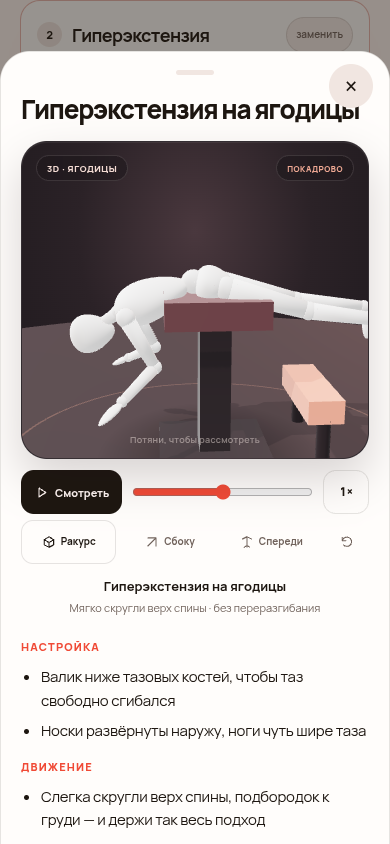 2
Гиперэкстензия
заменить
×
Гиперэкстензия на ягодицы
3D · ЯГОДИЦЫ
ПОКАДРОВО
Потяни, чтобы рассмотреть
Смотреть
1×
Ракурс
Сбоку
Спереди
Гиперэкстензия на ягодицы
Мягко скругли верх спины · без переразгибания
НАСТРОЙКА
• Валик ниже тазовых костей, чтобы таз
свободно сгибался
• Носки развёрнуты наружу, ноги чуть шире таза
ДВИЖЕНИЕ
• Слегка скругли верх спины, подбородок к
груди — и держи так весь подход